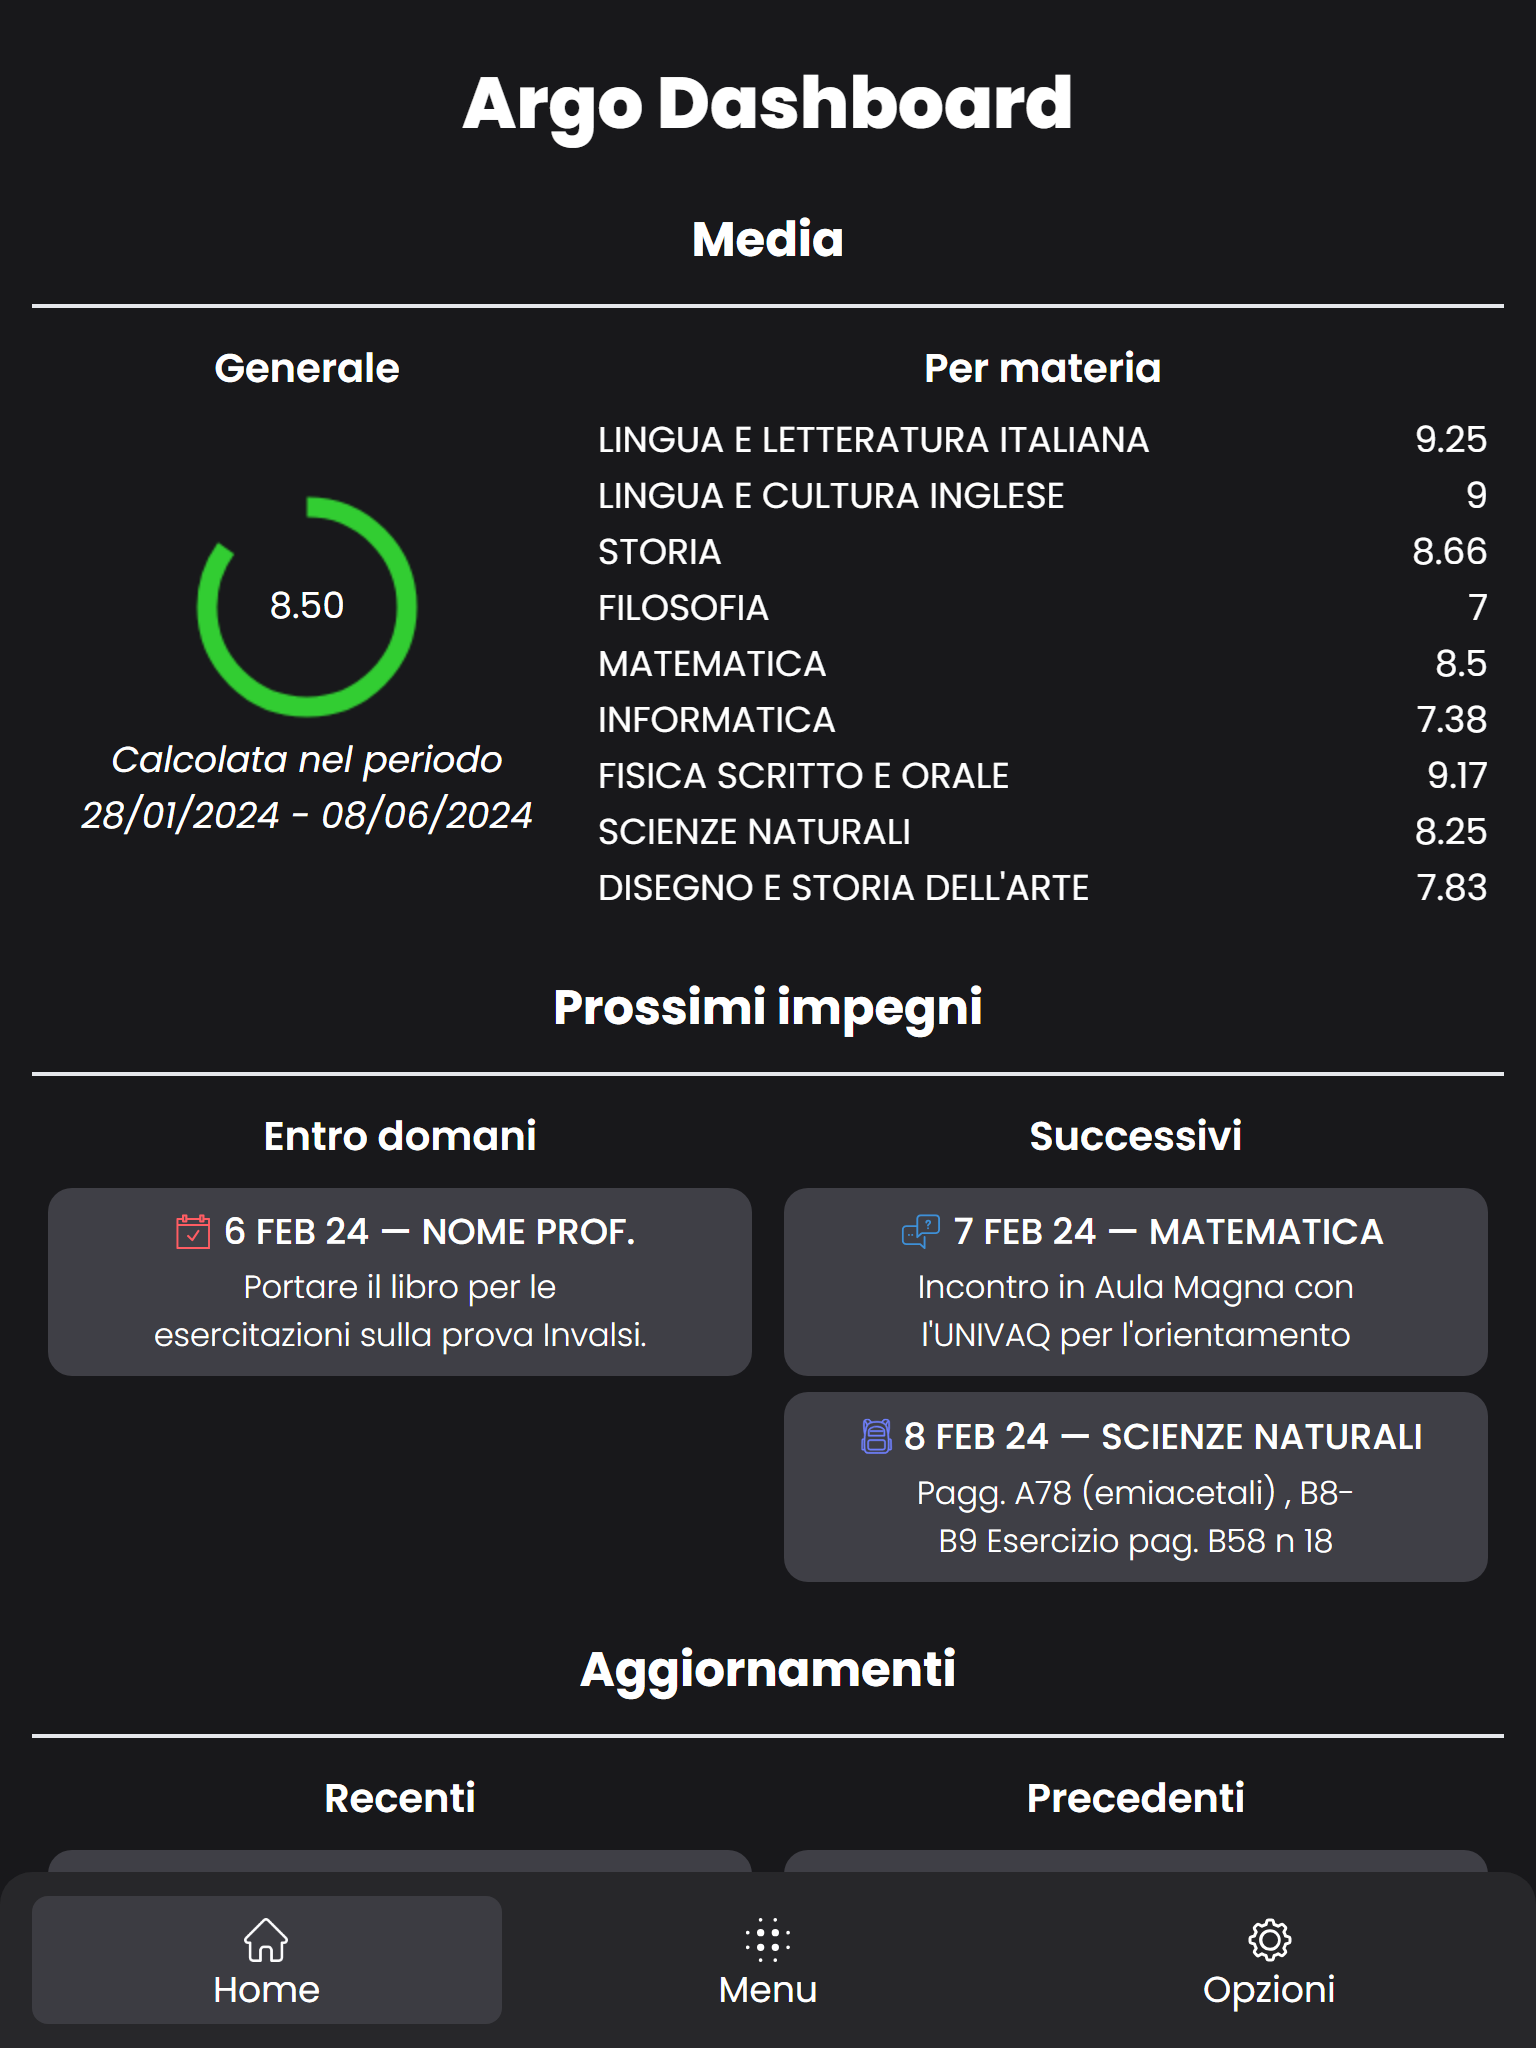 Argo Dashboard
Media
Generale
8.50
Calcolata nel periodo
28/01/2024 - 08/06/2024
Per materia
LINGUA E LETTERATURA ITALIANA 9.25
LINGUA E CULTURA INGLESE 9
STORIA 8.66
FILOSOFIA 7
MATEMATICA 8.5
INFORMATICA 7.38
FISICA SCRITTO E ORALE 9.17
SCIENZE NATURALI 8.25
DISEGNO E STORIA DELL'ARTE 7.83
Prossimi impegni
Entro domani
6 FEB 24 — NOME PROF.
Portare il libro per le
esercitazioni sulla prova Invalsi.
Successivi
7 FEB 24 — MATEMATICA
Incontro in Aula Magna con
l'UNIVAQ per l'orientamento
8 FEB 24 — SCIENZE NATURALI
Pagg. A78 (emiacetali) , B8-
B9 Esercizio pag. B58 n 18
Aggiornamenti
Recenti
Precedenti
Home
Menu
Opzioni